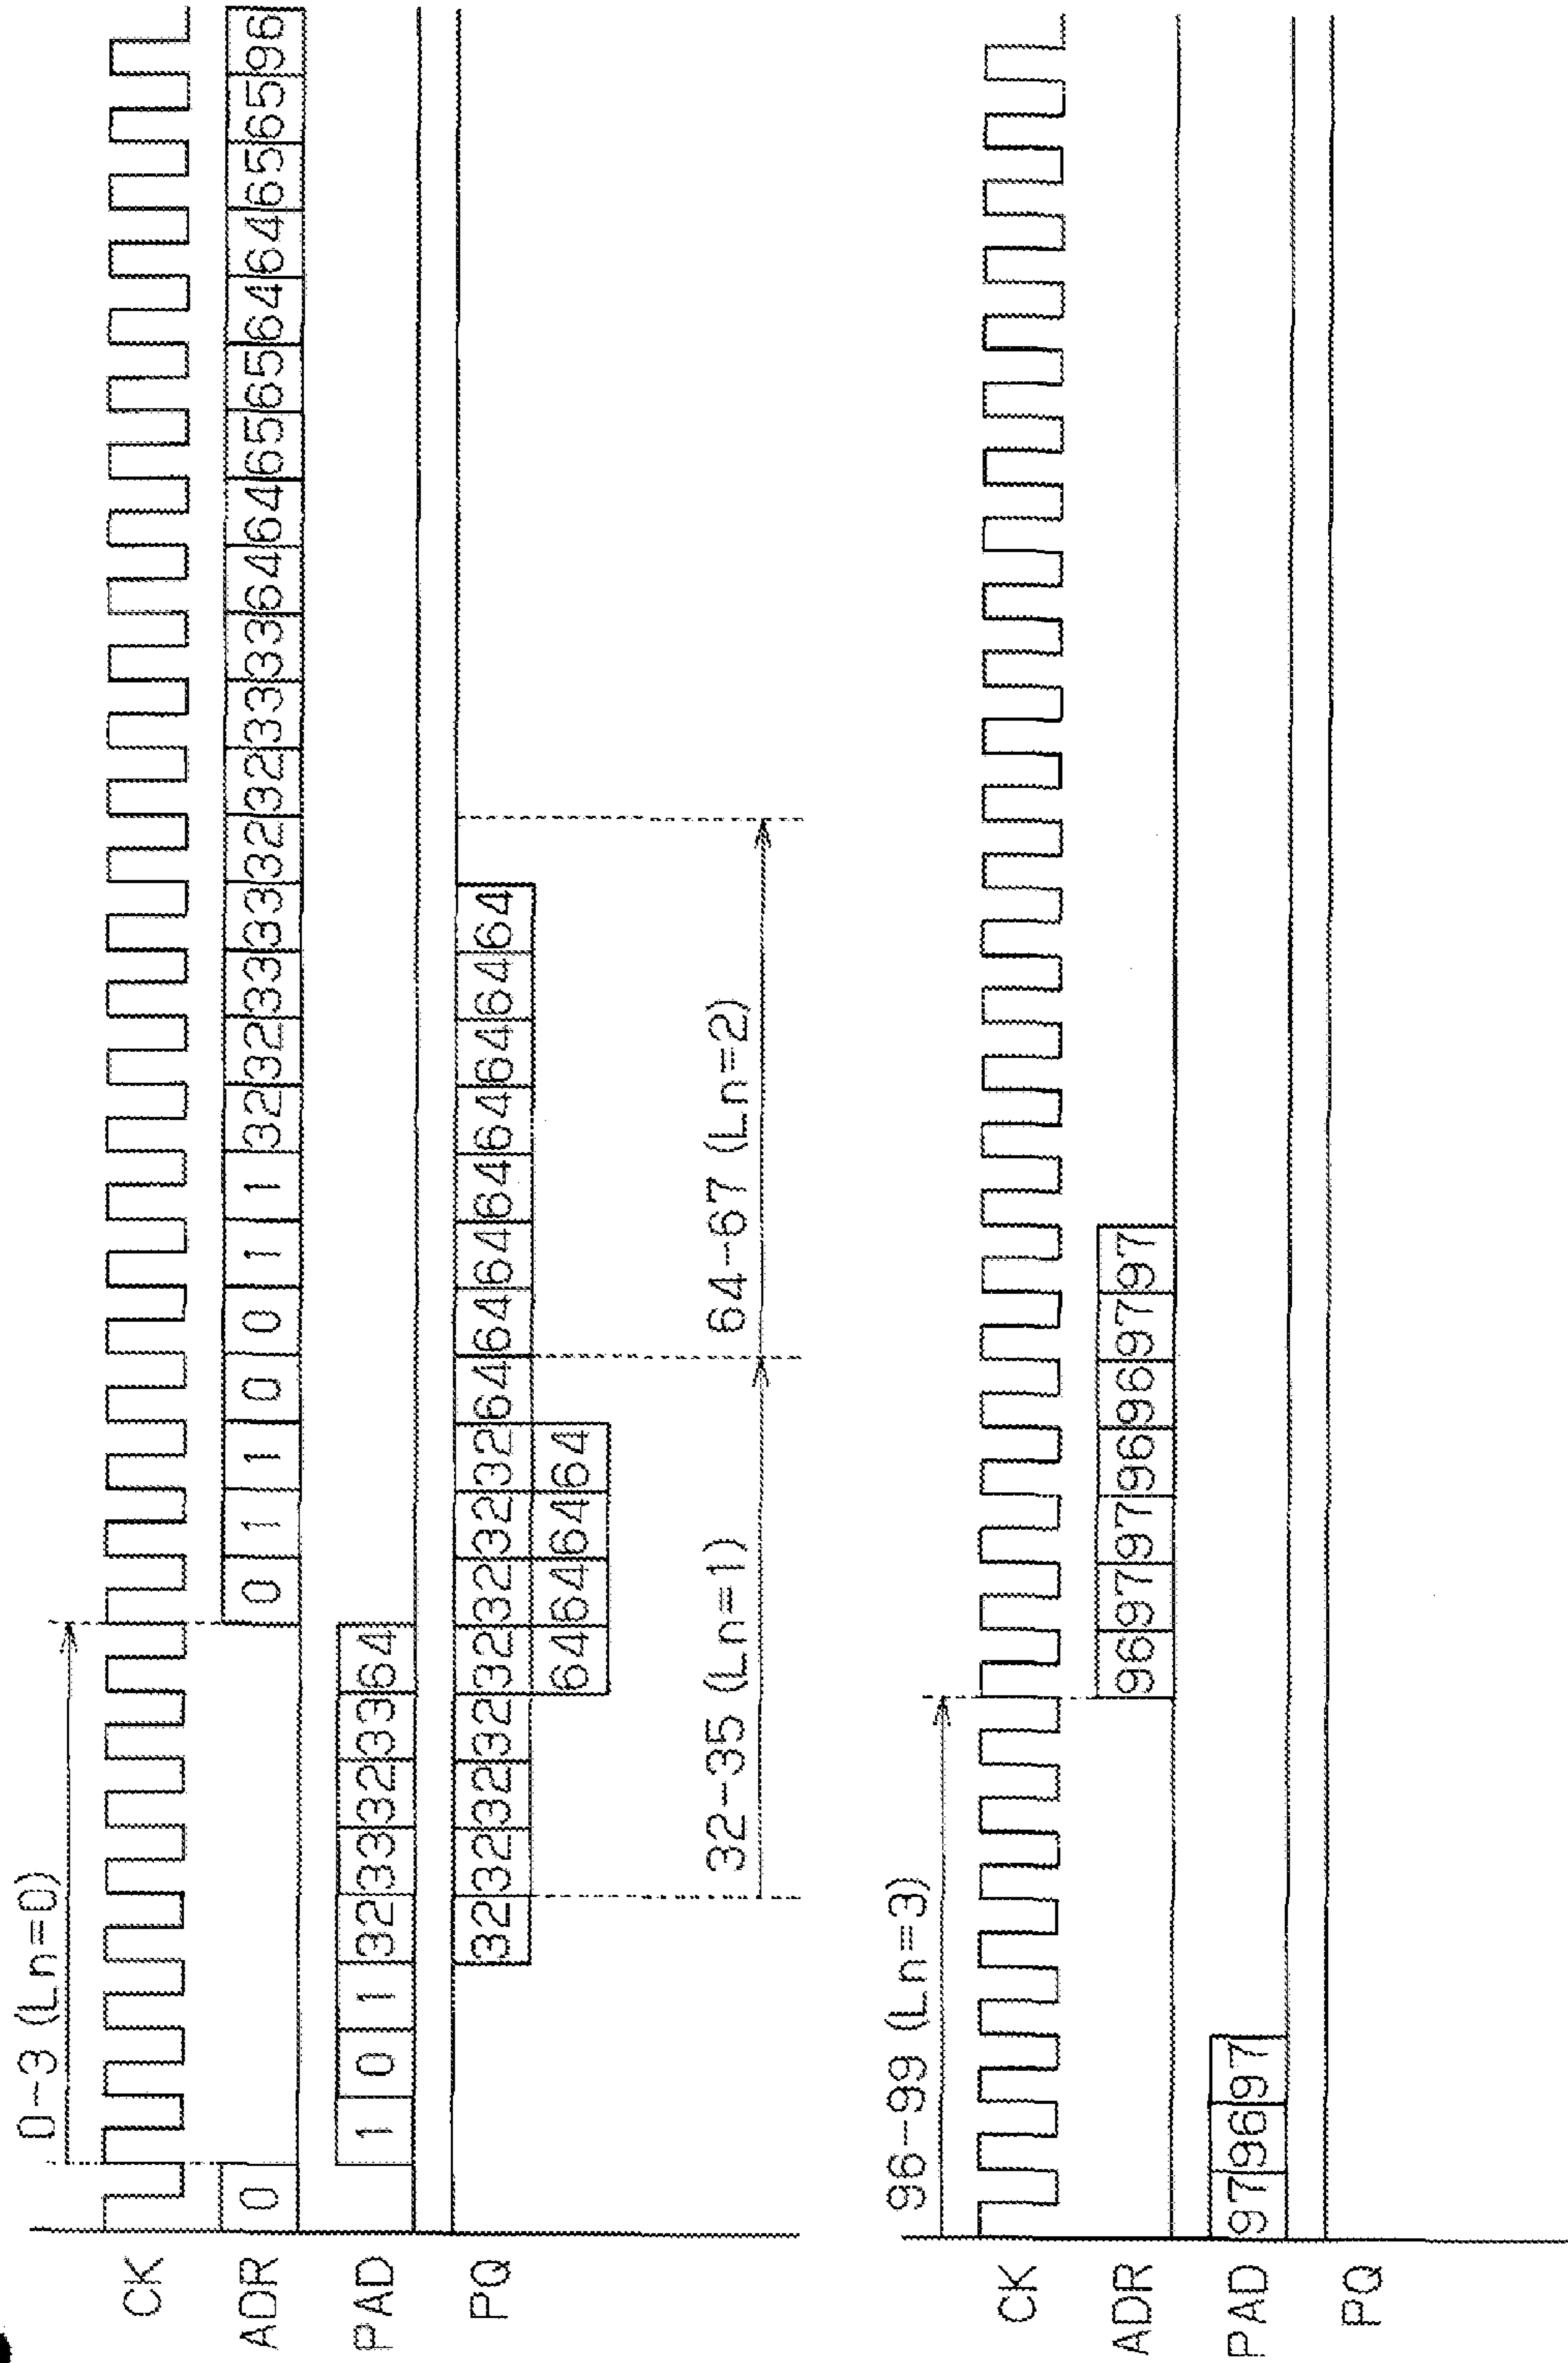 0-3 (Ln=0)
CK
ADR 0 0 1 1 0 0 1 1 32 32 33 33 32 32 33 33 64 64 65 65 64 64 65 65 96
PAD 1 0 1 32 33 32 33 64
PQ 32 32 32 32 32 32 32 32 64 64 64 64 64 64 64 64
64 64 64 64
32-35 (Ln=1) 64-67 (Ln=2)
96-99 (Ln=3)
CK
ADR 96 97 97 96 96 97 97
PAD 97 96 97
PQ